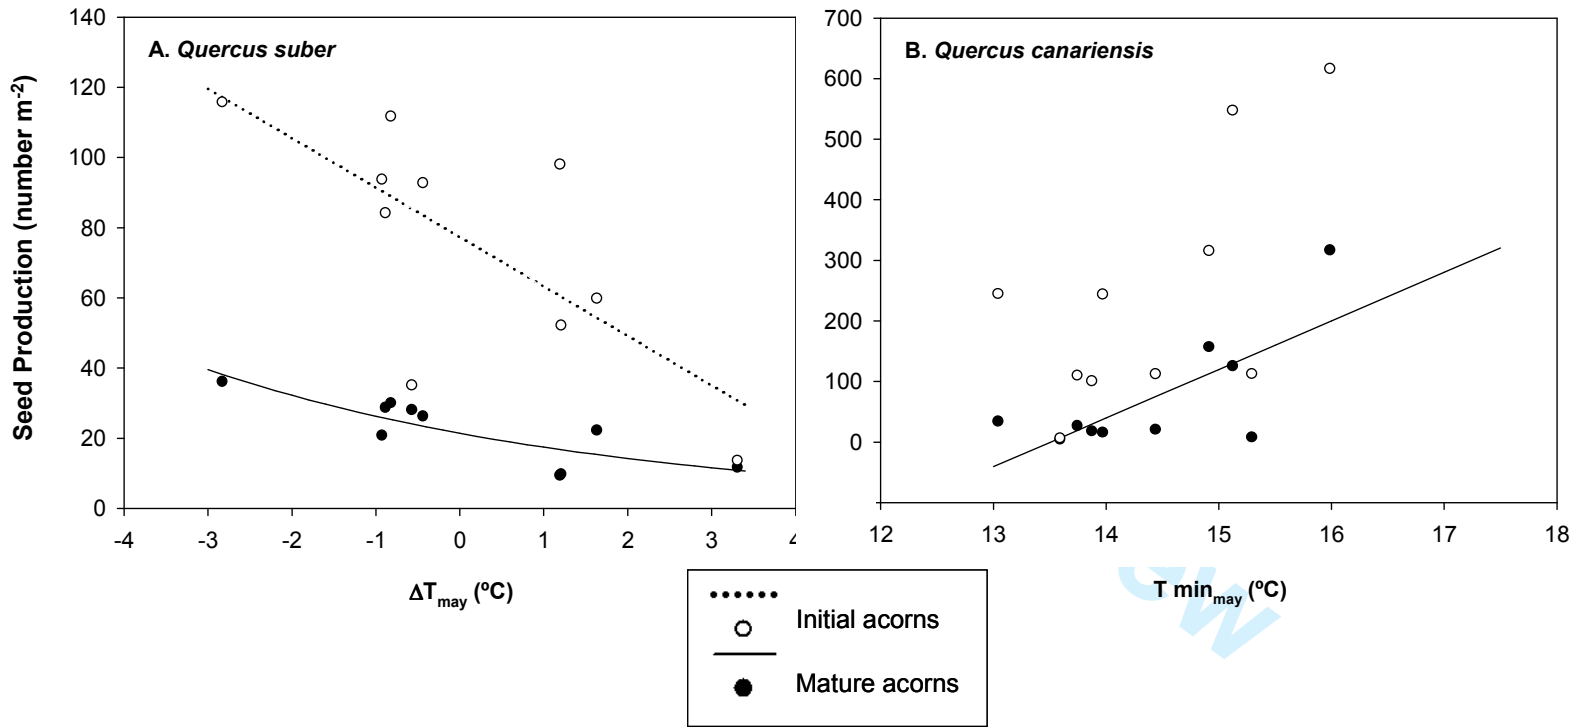 A. Quercus suber
Seed Production (number m-2)
140
120
100
80
60
40
20
0
-4 -3 -2 -1 0 1 2 3 4
ΔTmay (ºC)
B. Quercus canariensis
700
600
500
400
300
200
100
0
12 13 14 15 16 17 18
T minmay (ºC)
Initial acorns
Mature acorns